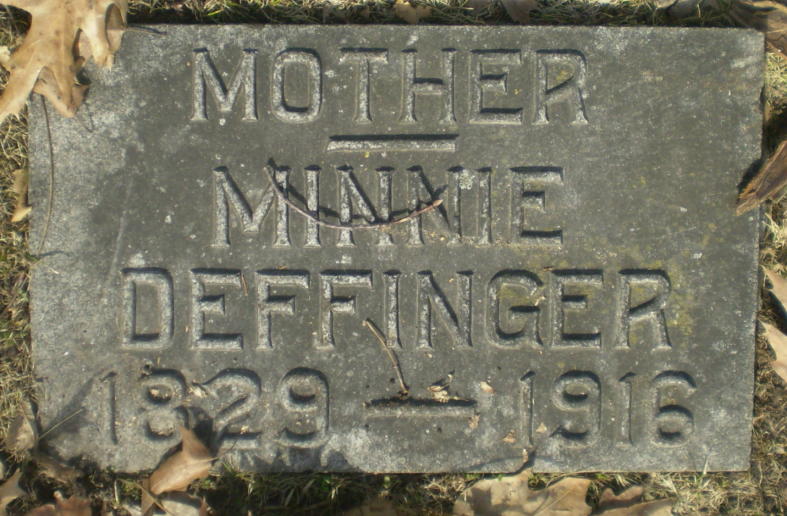 MOTHER
MINNIE
DEFFINGER
1829 — 1916